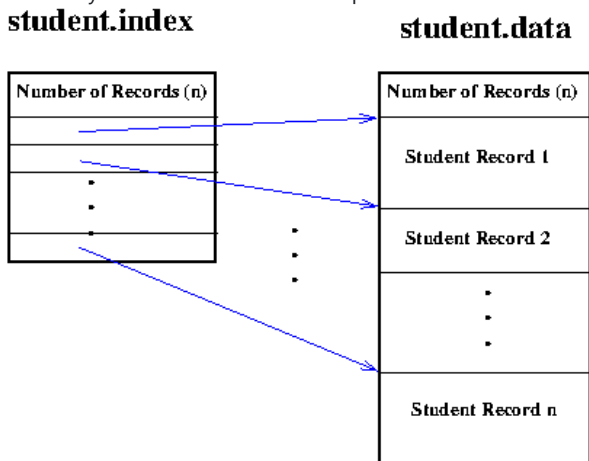 student.index
student.data
Number of Records (n)
Number of Records (n)
Student Record 1
Student Record 2
Student Record n